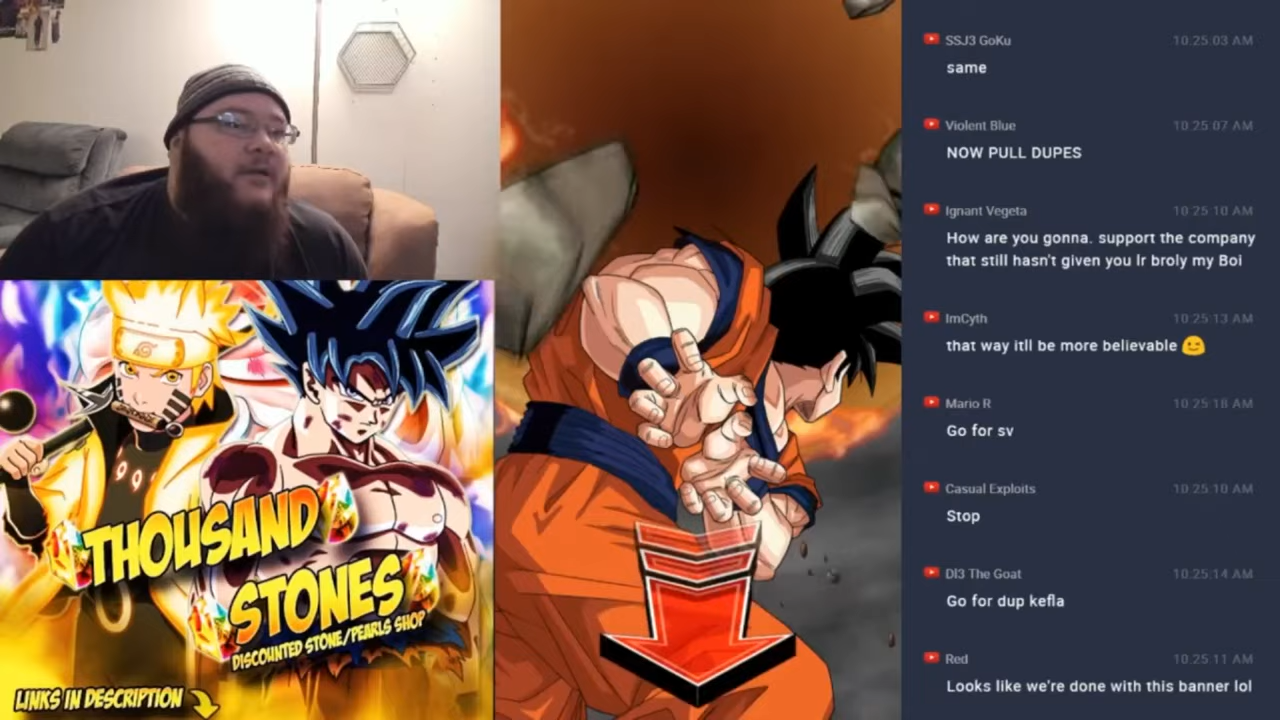 THOUSAND
STONES
DISCOUNTED STONE/PEARLS SHOP
LINKS IN DESCRIPTION
SSJ3 GoKu 10:25:03 AM
same
Violent Blue 10:25:07 AM
NOW PULL DUPES
Ignant Vegeta 10:25:10 AM
How are you gonna. support the company
that still hasn't given you lr broly my Boi
ImCyth 10:25:13 AM
that way itll be more believable
Mario R 10:25:18 AM
Go for sv
Casual Exploits 10:25:10 AM
Stop
Dl3 The Goat 10:25:14 AM
Go for dup kefla
Red 10:25:11 AM
Looks like we're done with this banner lol